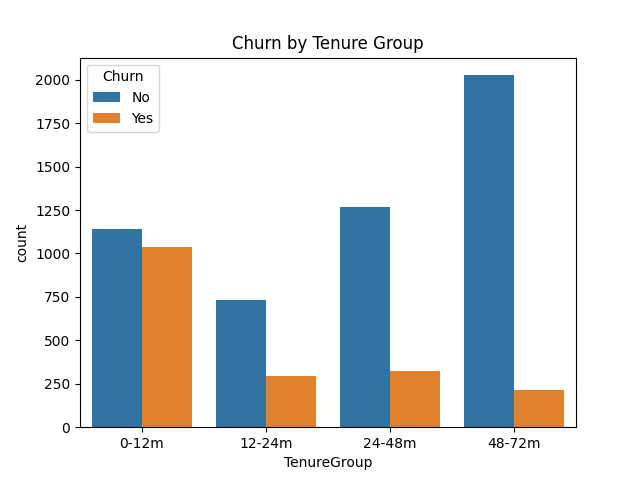 Churn by Tenure Group
Churn
No
Yes
count
2000
1750
1500
1250
1000
750
500
250
0
0-12m 12-24m 24-48m 48-72m
TenureGroup